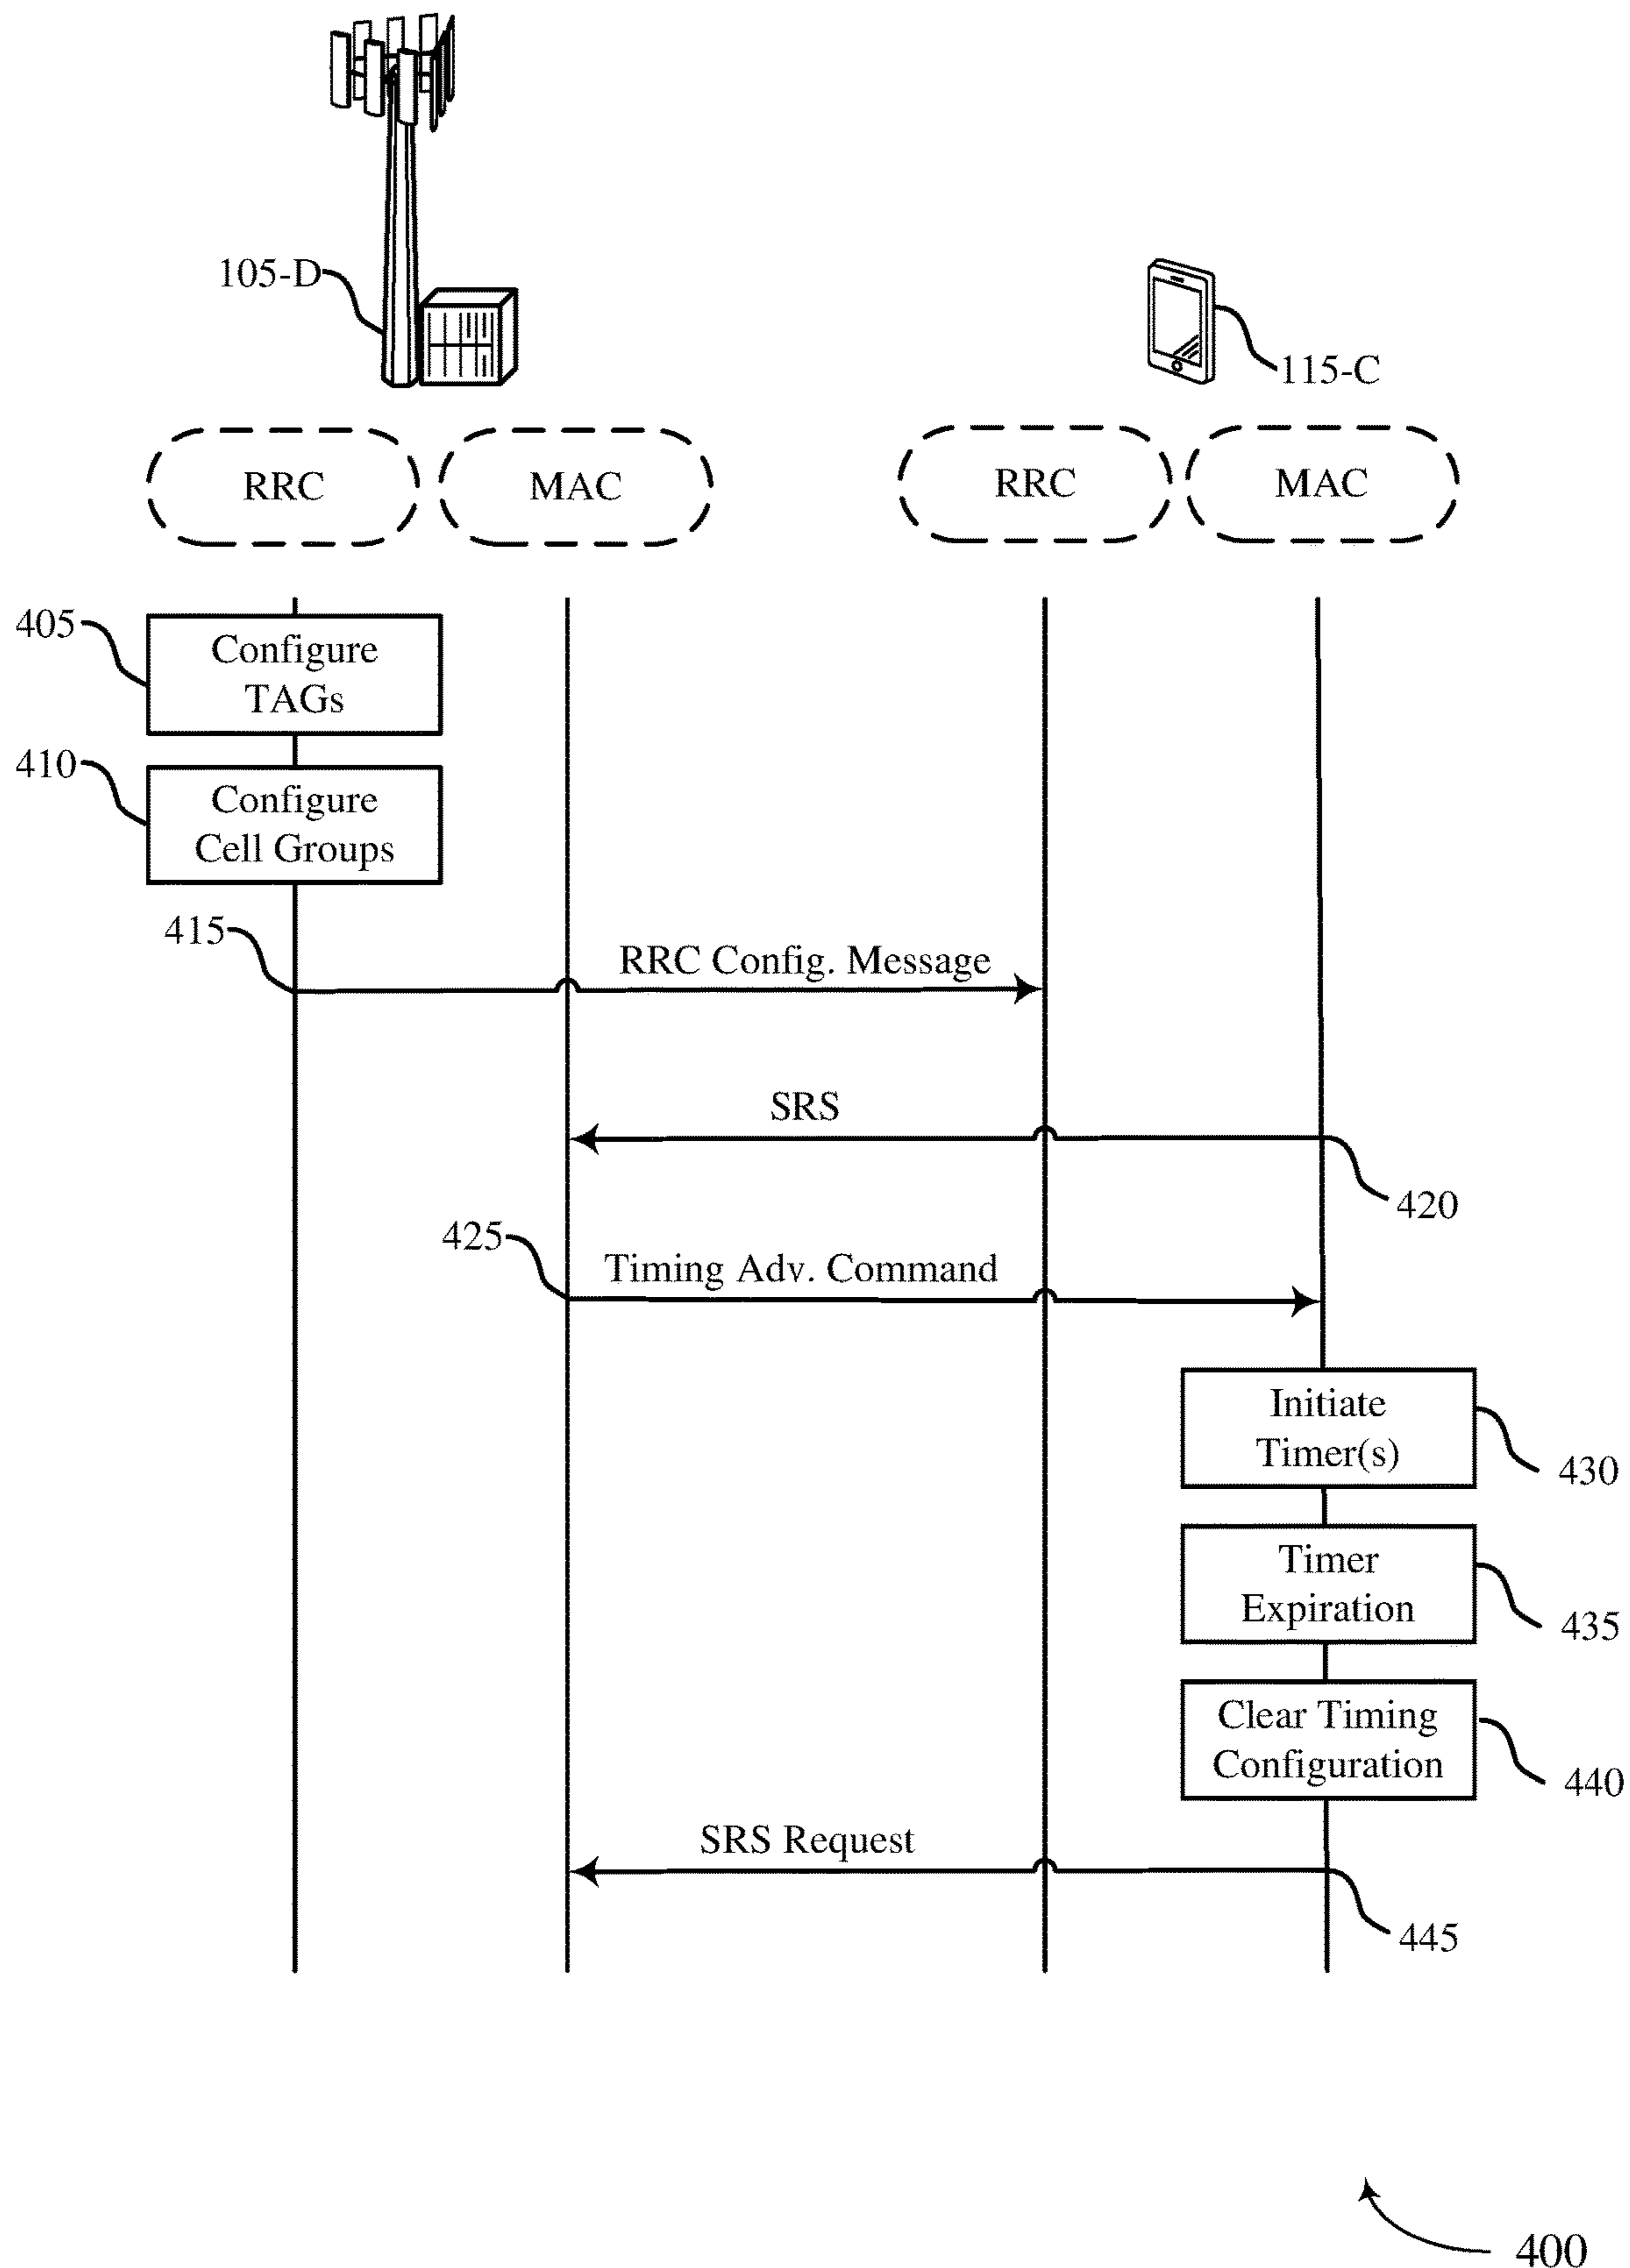 105-D
115-C
RRC
MAC
RRC
MAC
405
Configure
TAGs
410
Configure
Cell Groups
415
RRC Config. Message
SRS
420
425
Timing Adv. Command
Initiate
Timer(s)
430
Timer
Expiration
435
Clear Timing
Configuration
440
SRS Request
445
400